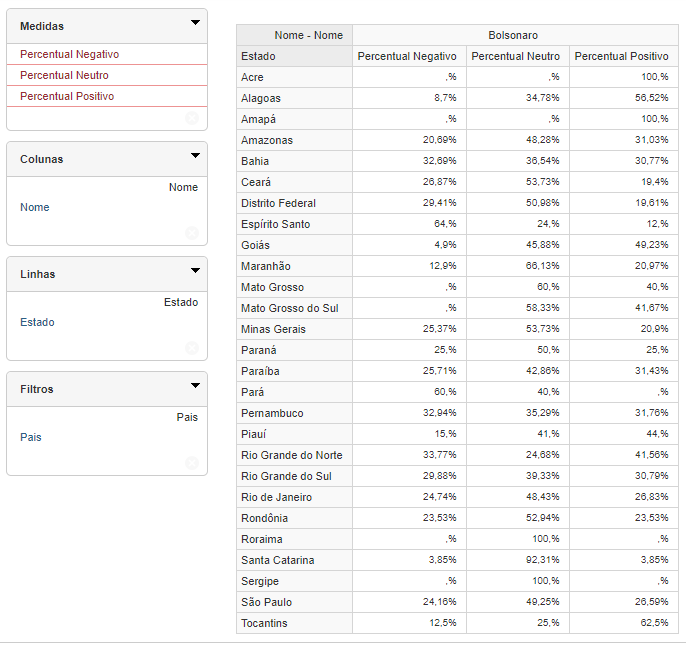 Medidas
Percentual Negativo
Percentual Neutro
Percentual Positivo
Colunas
Nome
Nome
Linhas
Estado
Estado
Filtros
Pais
Pais
Nome - Nome Bolsonaro
Estado Percentual Negativo Percentual Neutro Percentual Positivo
Acre ,% ,% 100,%
Alagoas 8,7% 34,78% 56,52%
Amapá ,% ,% 100,%
Amazonas 20,69% 48,28% 31,03%
Bahia 32,69% 36,54% 30,77%
Ceará 26,87% 53,73% 19,4%
Distrito Federal 29,41% 50,98% 19,61%
Espírito Santo 64,% 24,% 12,%
Goiás 4,9% 45,88% 49,23%
Maranhão 12,9% 66,13% 20,97%
Mato Grosso ,% 60,% 40,%
Mato Grosso do Sul ,% 58,33% 41,67%
Minas Gerais 25,37% 53,73% 20,9%
Paraná 25,% 50,% 25,%
Paraíba 25,71% 42,86% 31,43%
Pará 60,% 40,% ,%
Pernambuco 32,94% 35,29% 31,76%
Piauí 15,% 41,% 44,%
Rio Grande do Norte 33,77% 24,68% 41,56%
Rio Grande do Sul 29,88% 39,33% 30,79%
Rio de Janeiro 24,74% 48,43% 26,83%
Rondônia 23,53% 52,94% 23,53%
Roraima ,% 100,% ,%
Santa Catarina 3,85% 92,31% 3,85%
Sergipe ,% 100,% ,%
São Paulo 24,16% 49,25% 26,59%
Tocantins 12,5% 25,% 62,5%